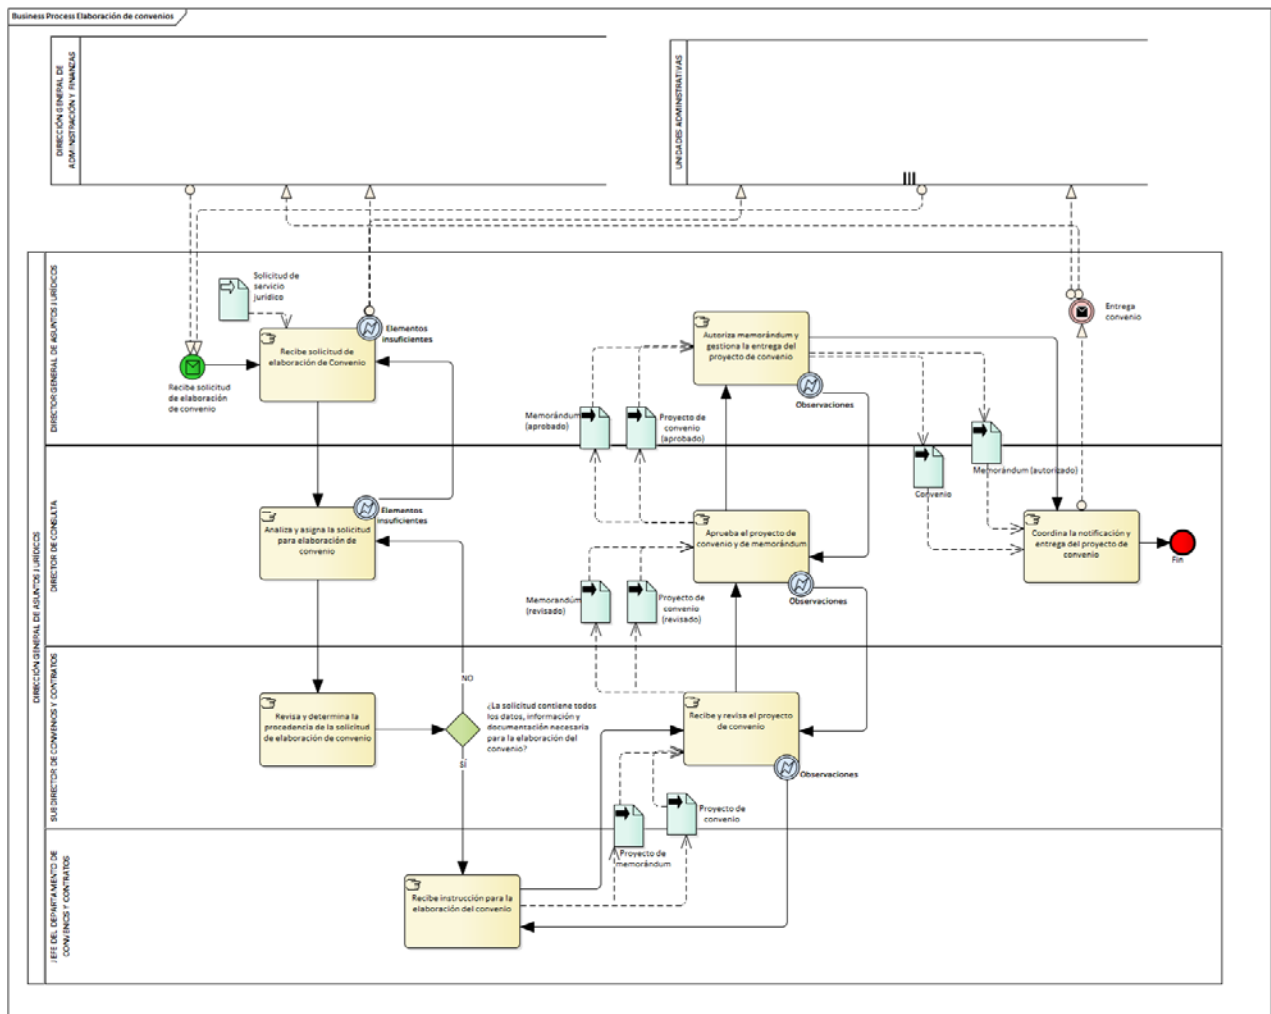 Business Process Elaboración de convenios
DIRECCIÓN GENERAL DE
ADMINISTRACIÓN Y FINANZAS
UNIDADES ADMINISTRATIVAS
DIRECCIÓN GENERAL DE ASUNTOS JURÍDICOS
DIRECTOR GENERAL DE ASUNTOS JURÍDICOS
Solicitud de
servicio
jurídico
Recibe solicitud
de elaboración
de convenio
Recibe solicitud de
elaboración de Convenio
Elementos
insuficientes
Autoriza memorándum y
gestiona la entrega del
proyecto de convenio
Observaciones
Entrega
convenio
Memorándum
(aprobado)
Proyecto de
convenio
(aprobado)
DIRECTOR DE CONSULTA
Convenio
Memorándum (autorizado)
Analiza y asigna la solicitud
para elaboración de
convenio
Elementos
insuficientes
Aprueba el proyecto de
convenio y de memorándum
Observaciones
Coordina la notificación y
entrega del proyecto de
convenio
Fin
Memorandúm
(revisado)
Proyecto de
convenio
(revisado)
SUBDIRECTOR DE CONVENIOS Y CONTRATOS
Revisa y determina la
procedencia de la solicitud
de elaboración de convenio
NO
¿La solicitud contiene todos
los datos, información y
documentación necesaria
para la elaboración del
convenio?
SÍ
Recibe y revisa el proyecto
de convenio
Observaciones
Proyecto de
convenio
Proyecto de
memorándum
JEFE DEL DEPARTAMENTO DE
CONVENIOS Y CONTRATOS
Recibe instrucción para la
elaboración del convenio